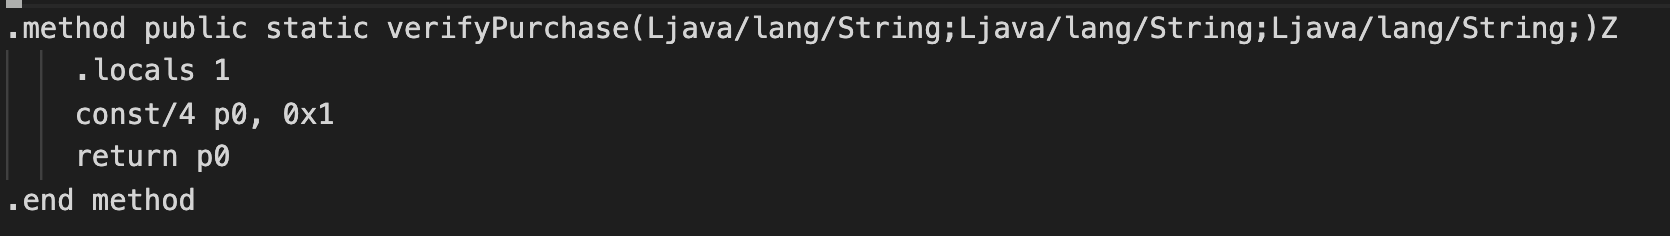 .method public static verifyPurchase(Ljava/lang/String;Ljava/lang/String;Ljava/lang/String;)Z
.locals 1
const/4 p0, 0x1
return p0
.end method